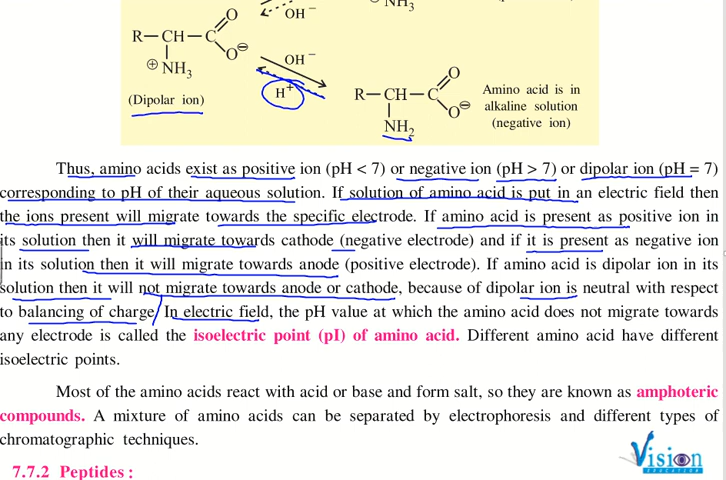 OH⁻
NH₃
O
R—CH—C
O⊖
⊕NH₃
OH⁻
(Dipolar ion)
H⁺
O
R—CH—C
O⊖
NH₂
Amino acid is in
alkaline solution
(negative ion)
Thus, amino acids exist as positive ion (pH < 7) or negative ion (pH > 7) or dipolar ion (pH = 7)
corresponding to pH of their aqueous solution. If solution of amino acid is put in an electric field then
the ions present will migrate towards the specific electrode. If amino acid is present as positive ion in
its solution then it will migrate towards cathode (negative electrode) and if it is present as negative ion
in its solution then it will migrate towards anode (positive electrode). If amino acid is dipolar ion in its
solution then it will not migrate towards anode or cathode, because of dipolar ion is neutral with respect
to balancing of charge. In electric field, the pH value at which the amino acid does not migrate towards
any electrode is called the isoelectric point (pI) of amino acid. Different amino acid have different
isoelectric points.
Most of the amino acids react with acid or base and form salt, so they are known as amphoteric
compounds. A mixture of amino acids can be separated by electrophoresis and different types of
chromatographic techniques.
Vision
EDUCATION
7.7.2 Peptides :